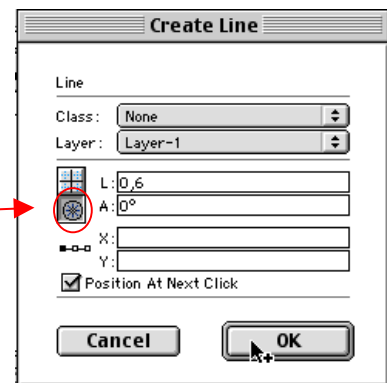 Create Line
Line
Class: None
Layer: Layer-1
L: 0,6
A: 0°
X:
Y:
Position At Next Click
Cancel OK